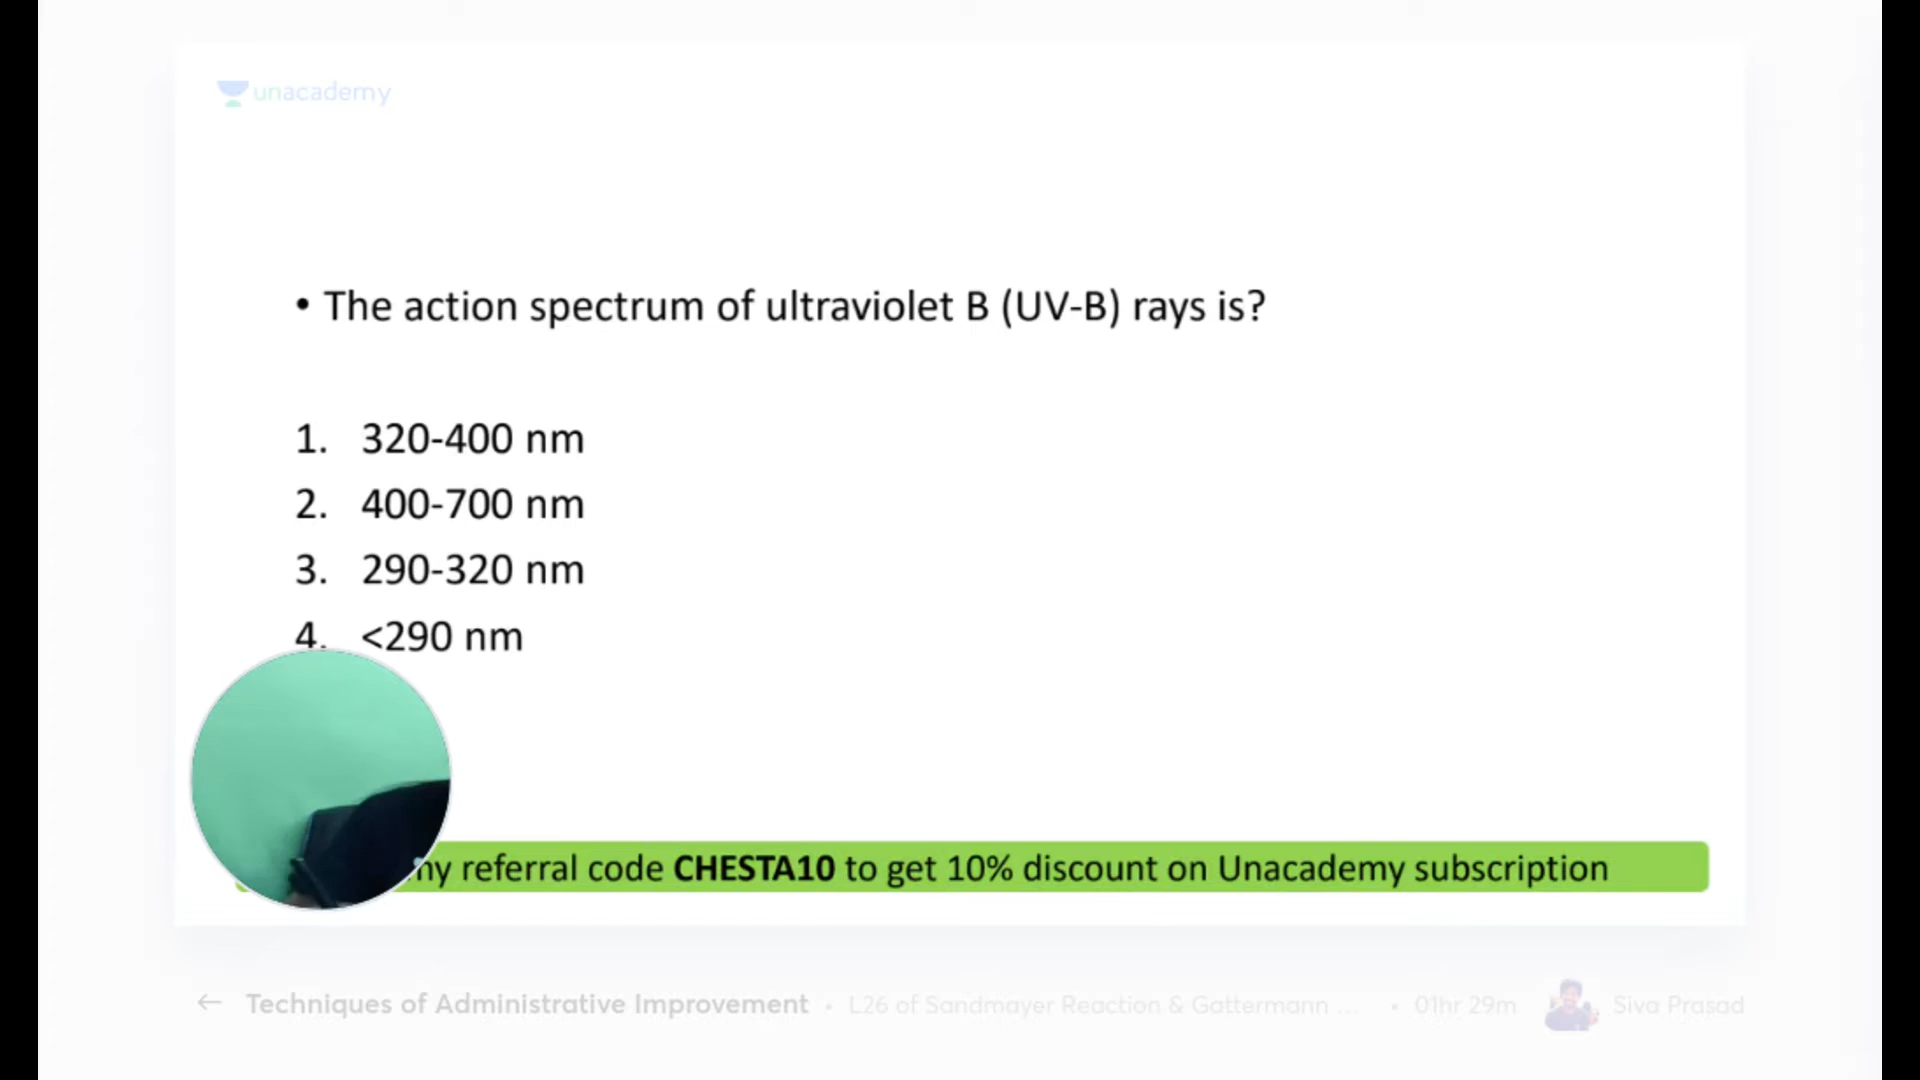 unacademy
• The action spectrum of ultraviolet B (UV-B) rays is?
1. 320-400 nm
2. 400-700 nm
3. 290-320 nm
4. <290 nm
my referral code CHESTA10 to get 10% discount on Unacademy subscription
← Techniques of Administrative Improvement • L26 of Sandmayer Reaction & Gattermann ... • 01hr 29m Siva Prasad